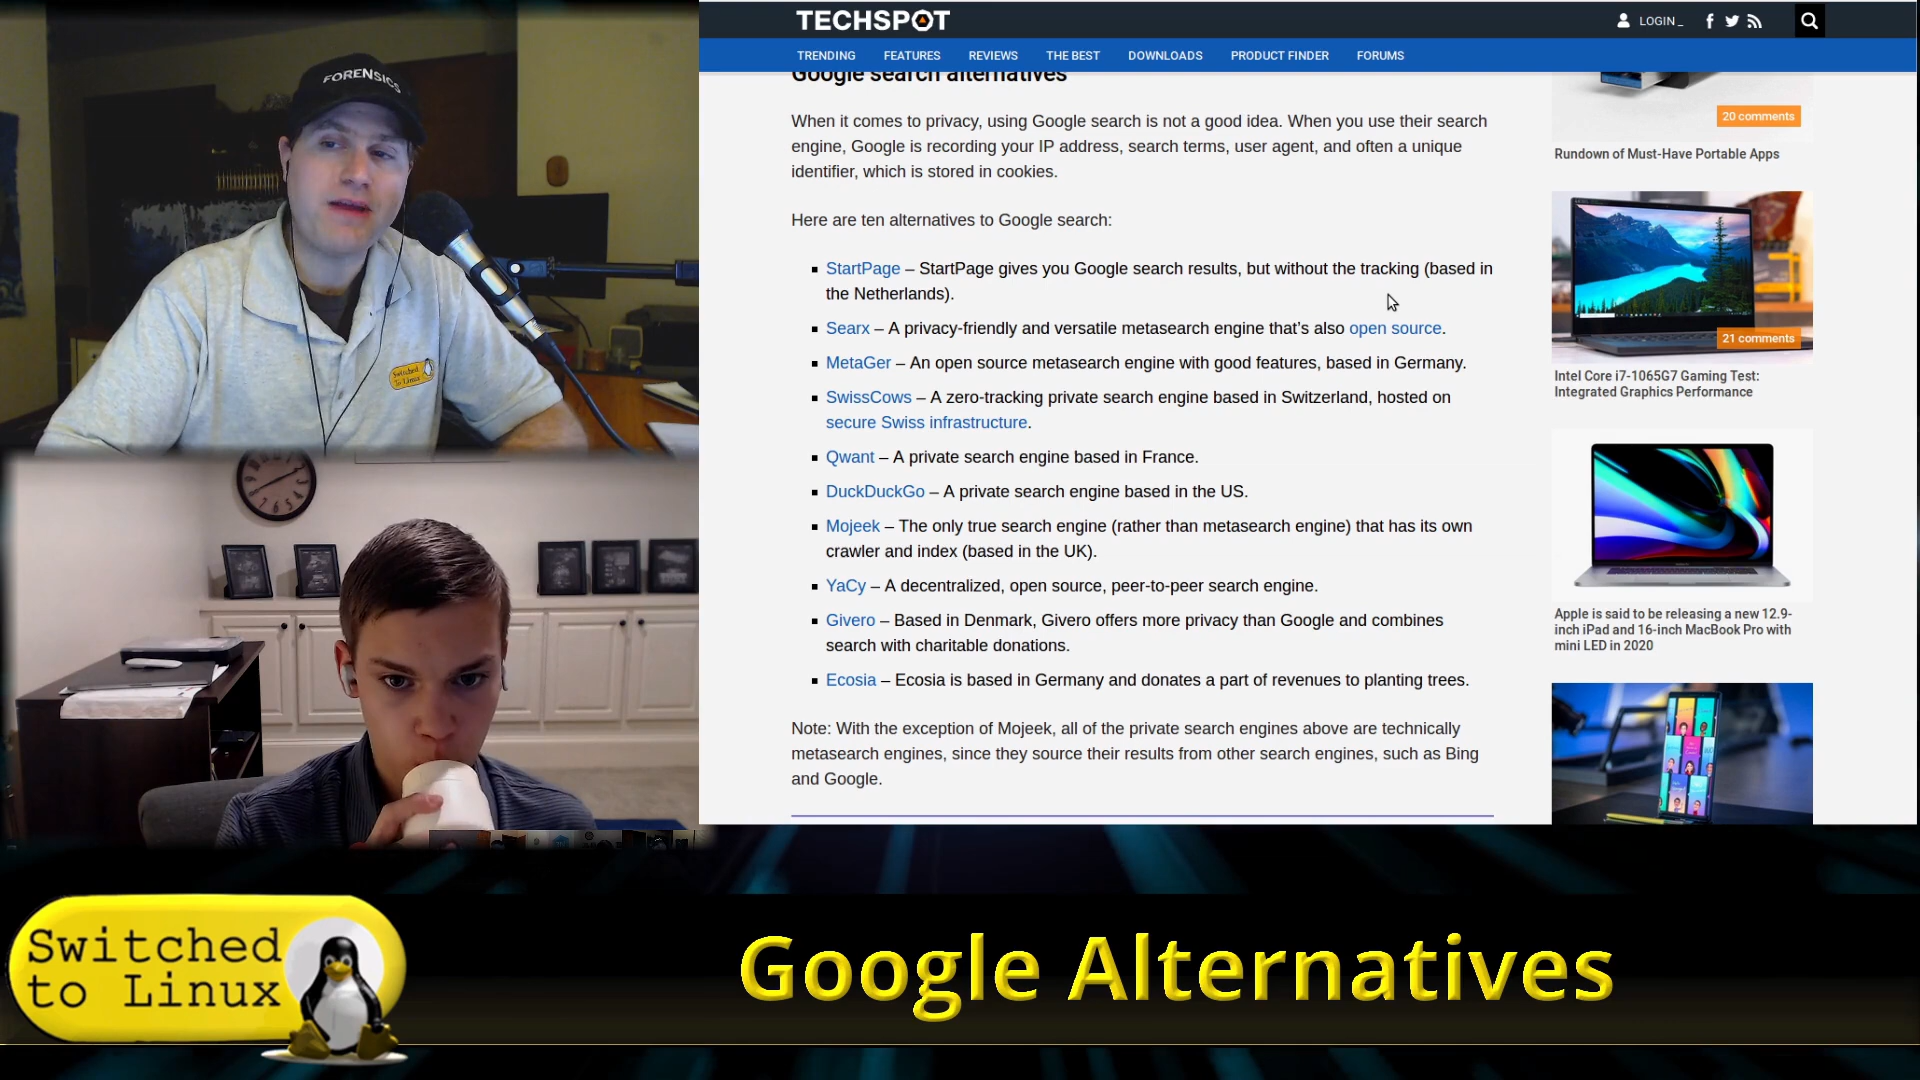 FORENSICS
Switched
To Linux
TECHSPOT
LOGIN _
TRENDING
FEATURES
REVIEWS
THE BEST
DOWNLOADS
PRODUCT FINDER
FORUMS
Google search alternatives
When it comes to privacy, using Google search is not a good idea. When you use their search
engine, Google is recording your IP address, search terms, user agent, and often a unique
identifier, which is stored in cookies.
Here are ten alternatives to Google search:
StartPage – StartPage gives you Google search results, but without the tracking (based in
the Netherlands).
Searx – A privacy-friendly and versatile metasearch engine that’s also open source.
MetaGer – An open source metasearch engine with good features, based in Germany.
SwissCows – A zero-tracking private search engine based in Switzerland, hosted on
secure Swiss infrastructure.
Qwant – A private search engine based in France.
DuckDuckGo – A private search engine based in the US.
Mojeek – The only true search engine (rather than metasearch engine) that has its own
crawler and index (based in the UK).
YaCy – A decentralized, open source, peer-to-peer search engine.
Givero – Based in Denmark, Givero offers more privacy than Google and combines
search with charitable donations.
Ecosia – Ecosia is based in Germany and donates a part of revenues to planting trees.
Note: With the exception of Mojeek, all of the private search engines above are technically
metasearch engines, since they source their results from other search engines, such as Bing
and Google.
20 comments
Rundown of Must-Have Portable Apps
21 comments
Intel Core i7-1065G7 Gaming Test:
Integrated Graphics Performance
Apple is said to be releasing a new 12.9-
inch iPad and 16-inch MacBook Pro with
mini LED in 2020
Switched
to Linux
Google Alternatives